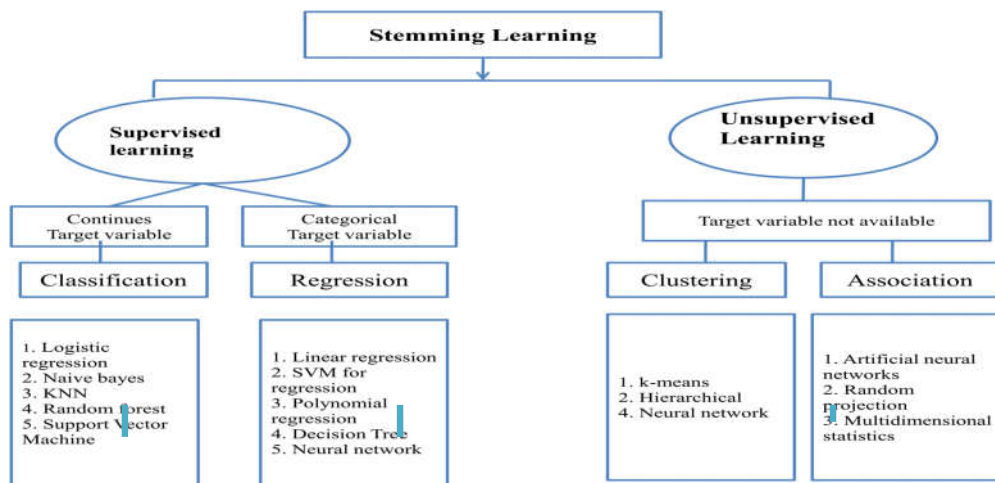 Stemming Learning
Supervised
learning
Unsupervised
Learning
Continues
Target variable
Categorical
Target variable
Target variable not available
Classification
Regression
Clustering
Association
1. Logistic
regression
2. Naive bayes
3. KNN
4. Random forest
5. Support Vector
Machine
1. Linear regression
2. SVM for
regression
3. Polynomial
regression
4. Decision Tree
5. Neural network
1. k-means
2. Hierarchical
4. Neural network
1. Artificial neural
networks
2. Random
projection
3. Multidimensional
statistics